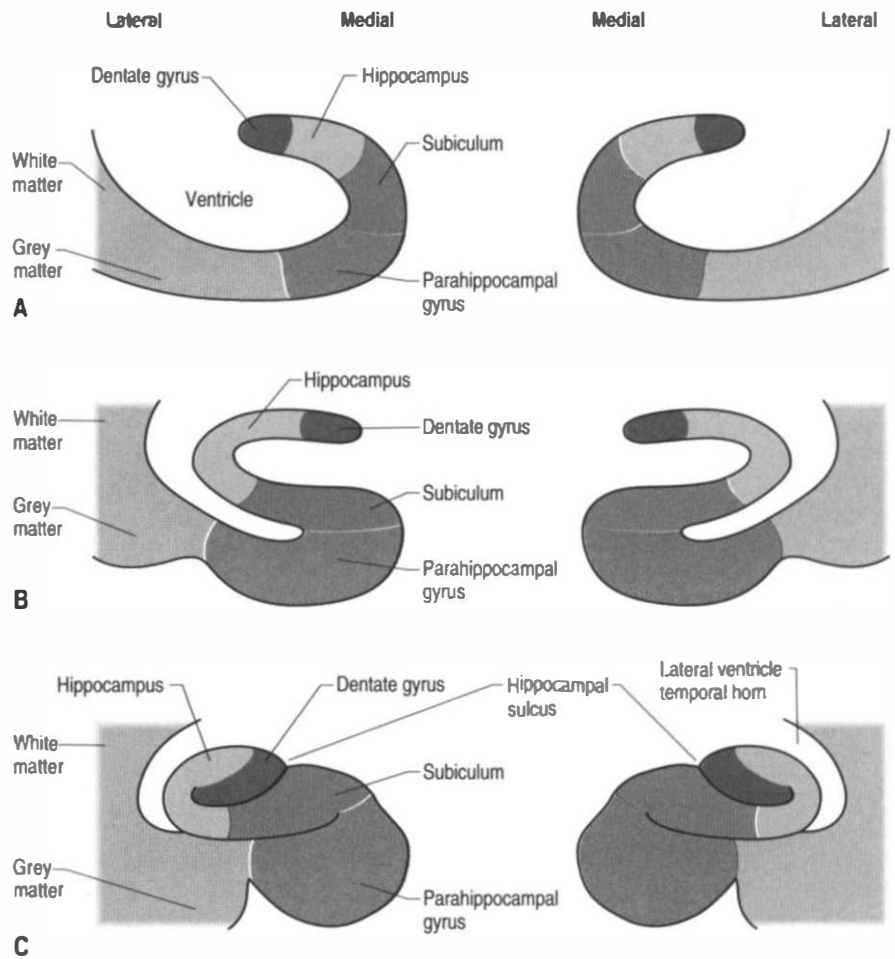 Lateral Medial Medial Lateral
Dentate gyrus Hippocampus
Subiculum
White
matter
Ventricle
Grey
matter
Parahippocampal
gyrus
A
Hippocampus
White
matter
Dentate gyrus
Subiculum
Grey
matter
Parahippocampal
gyrus
B
Hippocampus Dentate gyrus Hippocampal
sulcus
Lateral ventricle
temporal horn
White
matter
Subiculum
Grey
matter
Parahippocampal
gyrus
C